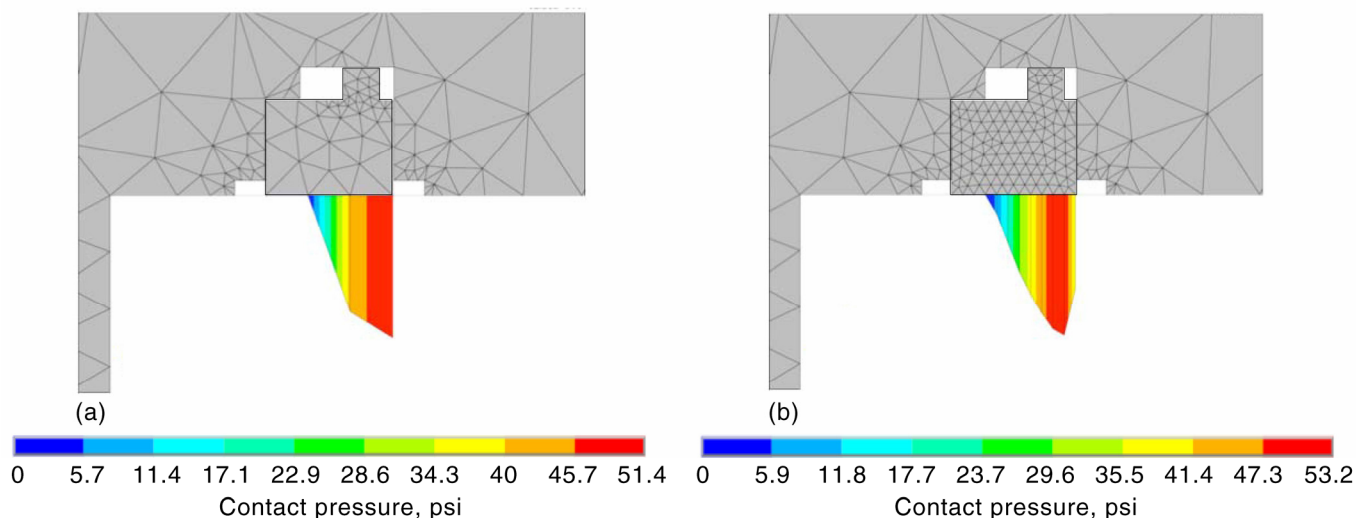 (a)
0 5.7 11.4 17.1 22.9 28.6 34.3 40 45.7 51.4
Contact pressure, psi
(b)
0 5.9 11.8 17.7 23.7 29.6 35.5 41.4 47.3 53.2
Contact pressure, psi